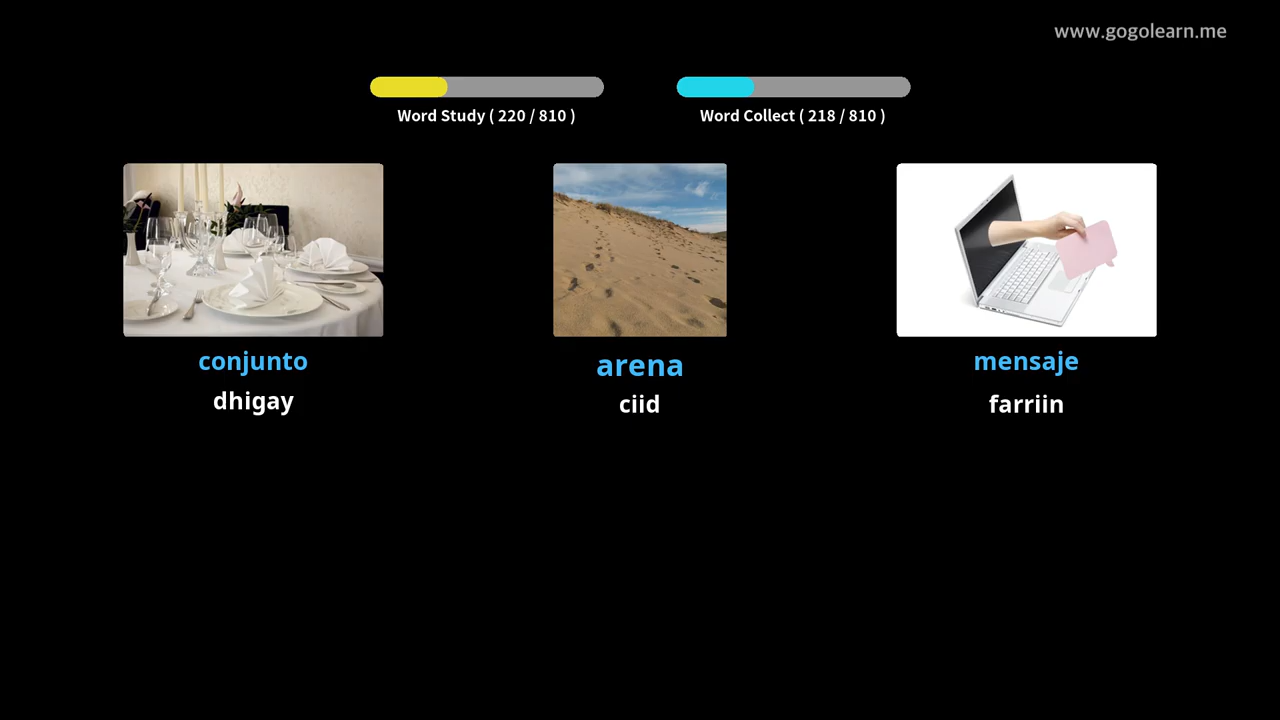 www.gogolearn.me
Word Study ( 220 / 810 )
Word Collect ( 218 / 810 )
conjunto
dhigay
arena
ciid
mensaje
farriin